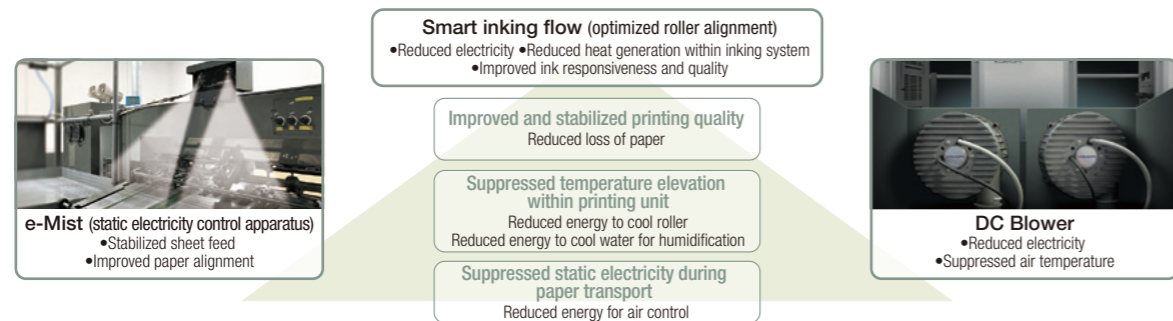 Smart inking flow (optimized roller alignment)
•Reduced electricity •Reduced heat generation within inking system
•Improved ink responsiveness and quality
e-Mist (static electricity control apparatus)
•Stabilized sheet feed
•Improved paper alignment
Improved and stabilized printing quality
Reduced loss of paper
Suppressed temperature elevation
within printing unit
Reduced energy to cool roller
Reduced energy to cool water for humidification
Suppressed static electricity during
paper transport
Reduced energy for air control
DC Blower
•Reduced electricity
•Suppressed air temperature